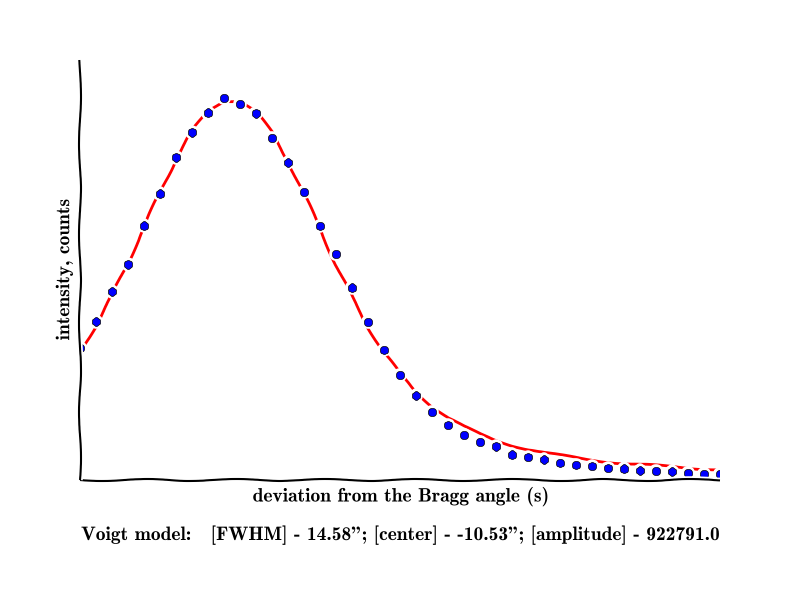 intensity, counts
deviation from the Bragg angle (s)
Voigt model: [FWHM] - 14.58”; [center] - -10.53”; [amplitude] - 922791.0